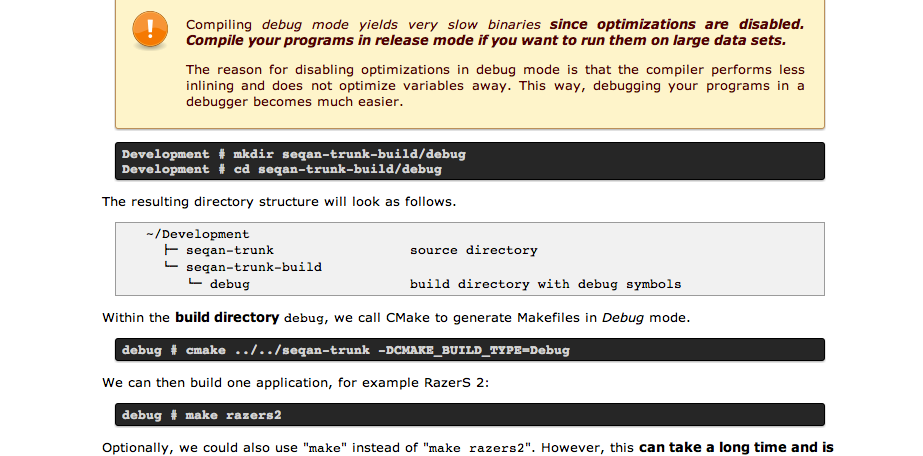 Compiling debug mode yields very slow binaries since optimizations are disabled.
Compile your programs in release mode if you want to run them on large data sets.
The reason for disabling optimizations in debug mode is that the compiler performs less
inlining and does not optimize variables away. This way, debugging your programs in a
debugger becomes much easier.
Development # mkdir seqan-trunk-build/debug
Development # cd seqan-trunk-build/debug
The resulting directory structure will look as follows.
~/Development
├─ seqan-trunk source directory
└─ seqan-trunk-build
└─ debug build directory with debug symbols
Within the build directory debug, we call CMake to generate Makefiles in Debug mode.
debug # cmake ../../seqan-trunk -DCMAKE_BUILD_TYPE=Debug
We can then build one application, for example RazerS 2:
debug # make razers2
Optionally, we could also use "make" instead of "make razers2". However, this can take a long time and is